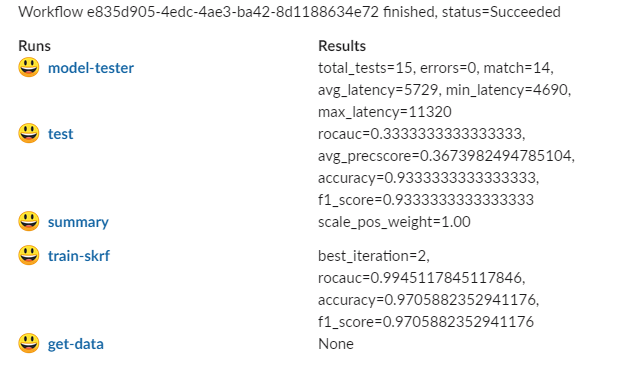 Workflow e835d905-4edc-4ae3-ba42-8d1188634e72 finished, status=Succeeded
Runs Results
model-tester total_tests=15, errors=0, match=14,
avg_latency=5729, min_latency=4690,
max_latency=11320
test rocauc=0.3333333333333333,
avg_precscore=0.3673982494785104,
accuracy=0.9333333333333333,
f1_score=0.9333333333333333
summary scale_pos_weight=1.00
train-skrf best_iteration=2,
rocauc=0.9945117845117846,
accuracy=0.9705882352941176,
f1_score=0.9705882352941176
get-data None